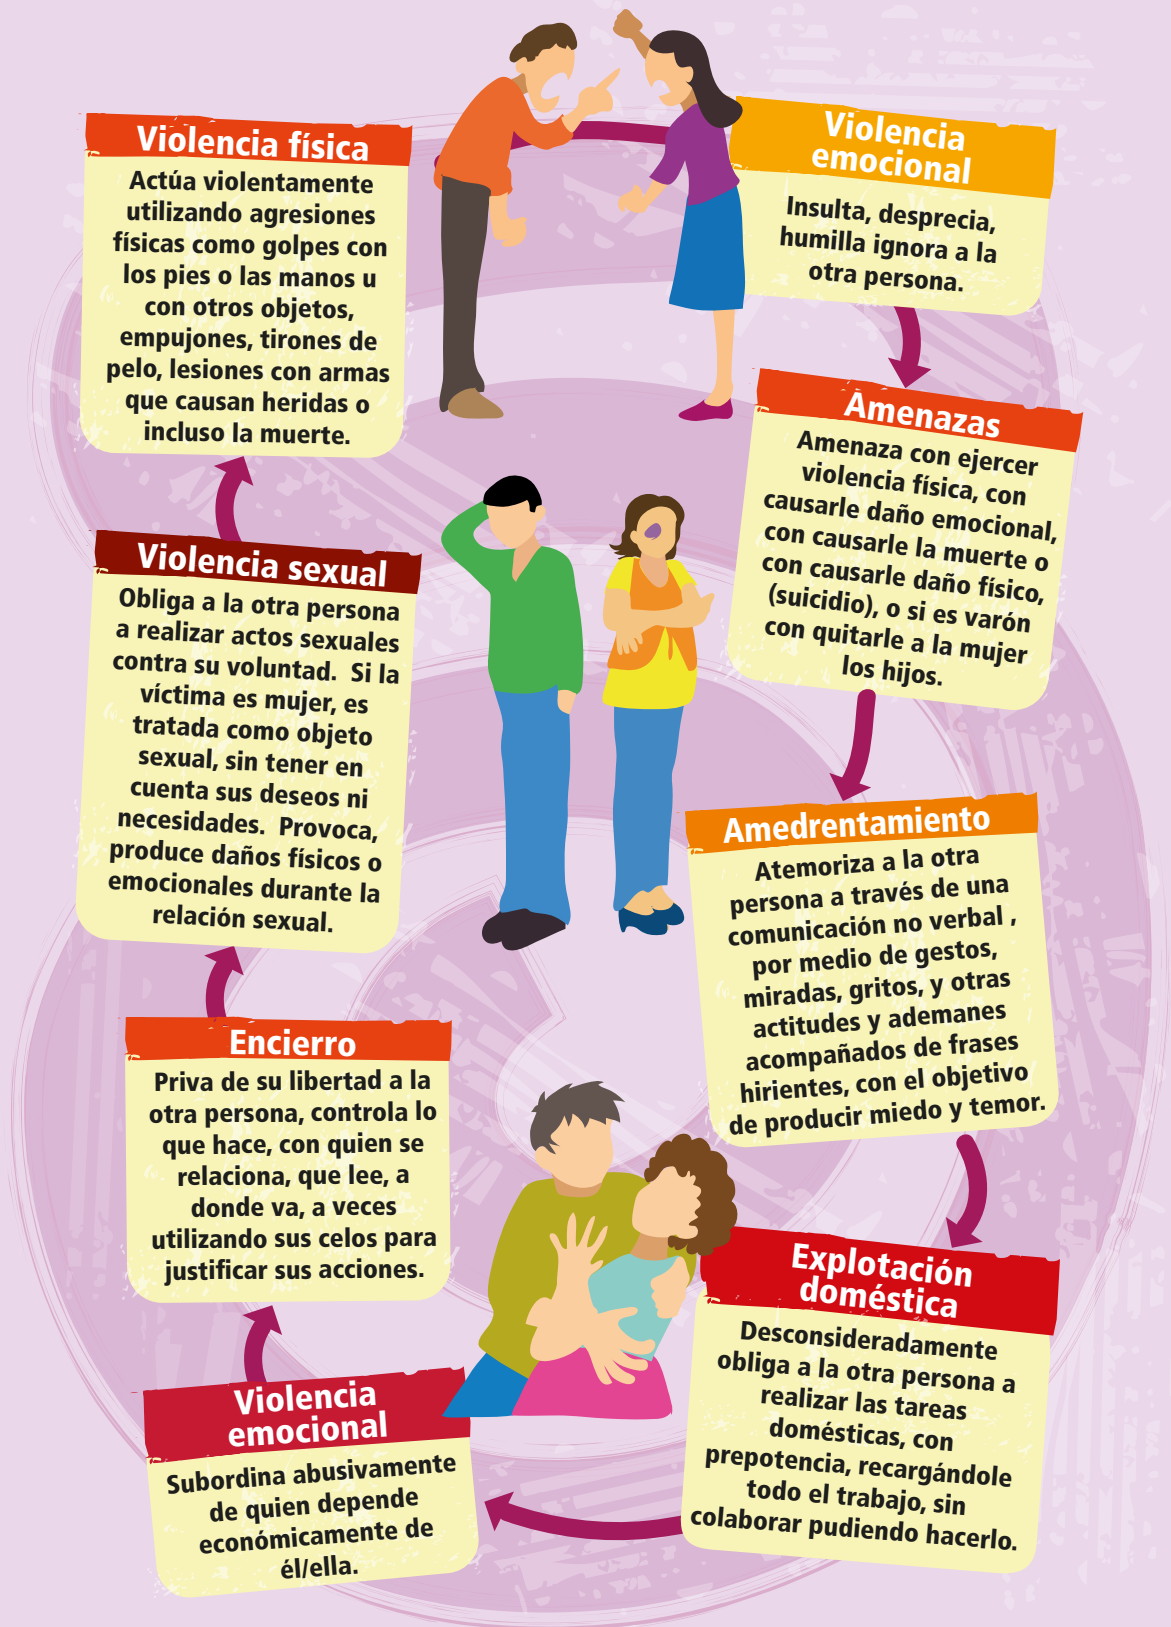 Violencia física
Actúa violentamente
utilizando agresiones
físicas como golpes con
los pies o las manos u
con otros objetos,
empujones, tirones de
pelo, lesiones con armas
que causan heridas o
incluso la muerte.
Violencia
emocional
Insulta, desprecia,
humilla ignora a la
otra persona.
Amenazas
Amenaza con ejercer
violencia física, con
causarle daño emocional,
con causarle la muerte o
con causarle daño físico,
(suicidio), o si es varón
con quitarle a la mujer
los hijos.
Amedrentamiento
Atemoriza a la otra
persona a través de una
comunicación no verbal ,
por medio de gestos,
miradas, gritos, y otras
actitudes y ademanes
acompañados de frases
hirientes, con el objetivo
de producir miedo y temor.
Explotación
doméstica
Desconsideradamente
obliga a la otra persona a
realizar las tareas
domésticas, con
prepotencia, recargándole
todo el trabajo, sin
colaborar pudiendo hacerlo.
Violencia
emocional
Subordina abusivamente
de quien depende
económicamente de
él/ella.
Encierro
Priva de su libertad a la
otra persona, controla lo
que hace, con quien se
relaciona, que lee, a
donde va, a veces
utilizando sus celos para
justificar sus acciones.
Violencia sexual
Obliga a la otra persona
a realizar actos sexuales
contra su voluntad. Si la
víctima es mujer, es
tratada como objeto
sexual, sin tener en
cuenta sus deseos ni
necesidades. Provoca,
produce daños físicos o
emocionales durante la
relación sexual.